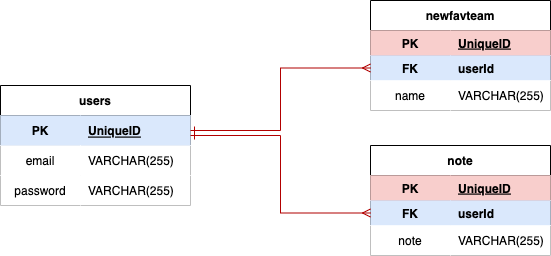 users
PK UniqueID
email VARCHAR(255)
password VARCHAR(255)
newfavteam
PK UniqueID
FK userId
name VARCHAR(255)
note
PK UniqueID
FK userId
note VARCHAR(255)